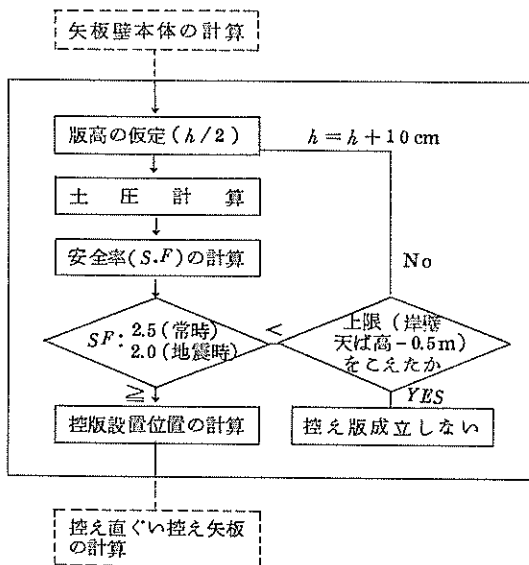 矢板壁本体の計算
版高の仮定(h/2)
h=h+10cm
土圧計算
安全率(S.F)の計算
No
SF:2.5(常時)
2.0(地震時)
<
上限(岸壁
天ば高-0.5m)
をこえたか
≧
YES
控版設置位置の計算
控え版成立しない
控え直ぐい控え矢板
の計算